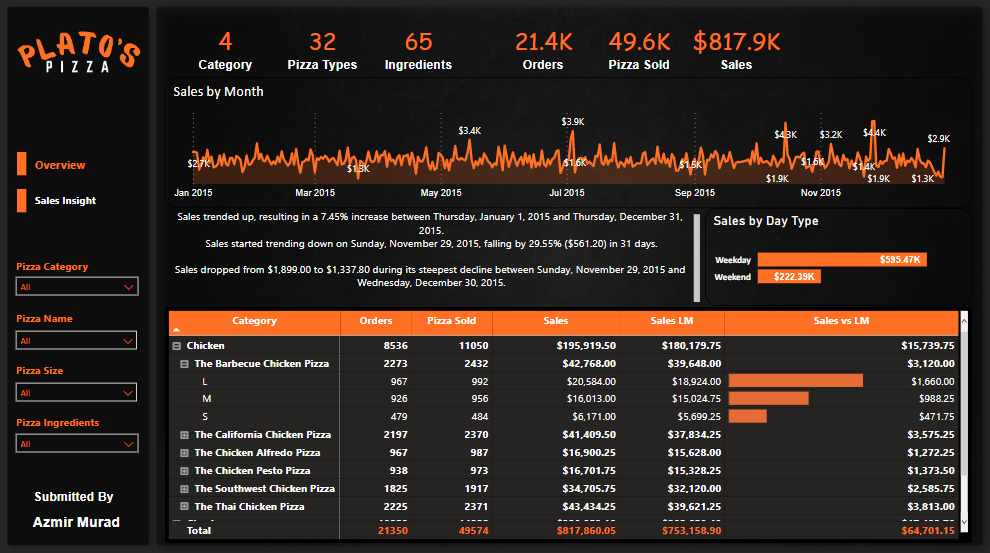 PLATO'S
PIZZA
4 32 65 21.4K 49.6K $817.9K
Category Pizza Types Ingredients Orders Pizza Sold Sales
Sales by Month
$2.7K $1.3K $3.4K $3.9K $1.6K $1.5K $4.3K $1.9K $3.2K $1.6K $4.4K $1.4K $1.9K $1.3K $2.9K
Jan 2015 Mar 2015 May 2015 Jul 2015 Sep 2015 Nov 2015
Overview
Sales Insight
Pizza Category
All
Pizza Name
All
Pizza Size
All
Pizza Ingredients
All
Submitted By
Azmir Murad
Sales trended up, resulting in a 7.45% increase between Thursday, January 1, 2015 and Thursday, December 31,
2015.
Sales started trending down on Sunday, November 29, 2015, falling by 29.55% ($561.20) in 31 days.
Sales dropped from $1,899.00 to $1,337.80 during its steepest decline between Sunday, November 29, 2015 and
Wednesday, December 30, 2015.
Sales by Day Type
Weekday $595.47K
Weekend $222.39K
Category Orders Pizza Sold Sales Sales LM Sales vs LM
Chicken 8536 11050 $195,919.50 $180,179.75 $15,739.75
The Barbecue Chicken Pizza 2273 2432 $42,768.00 $39,648.00 $3,120.00
L 967 992 $20,584.00 $18,924.00 $1,660.00
M 926 956 $16,013.00 $15,024.75 $988.25
S 479 484 $6,171.00 $5,699.25 $471.75
The California Chicken Pizza 2197 2370 $41,409.50 $37,834.25 $3,575.25
The Chicken Alfredo Pizza 967 987 $16,900.25 $15,628.00 $1,272.25
The Chicken Pesto Pizza 938 973 $16,701.75 $15,328.25 $1,373.50
The Southwest Chicken Pizza 1825 1917 $34,705.75 $32,120.00 $2,585.75
The Thai Chicken Pizza 2225 2371 $43,434.25 $39,621.25 $3,813.00
Total 21350 49574 $817,860.05 $753,158.90 $64,701.15